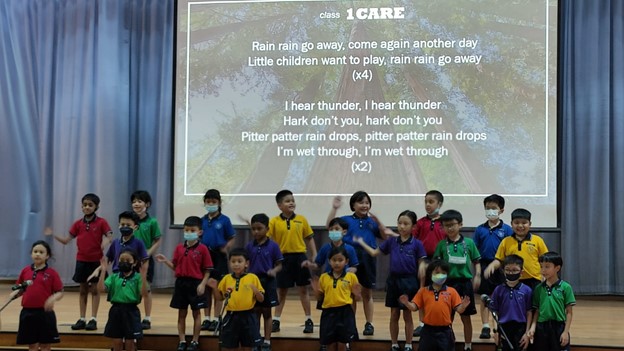 class 1CARE
Rain rain go away, come again another day
Little children want to play, rain rain go away
(x4)
I hear thunder, I hear thunder
Hark don't you, hark don't you
Pitter patter rain drops, pitter patter rain drops
I'm wet through, I'm wet through
(x2)